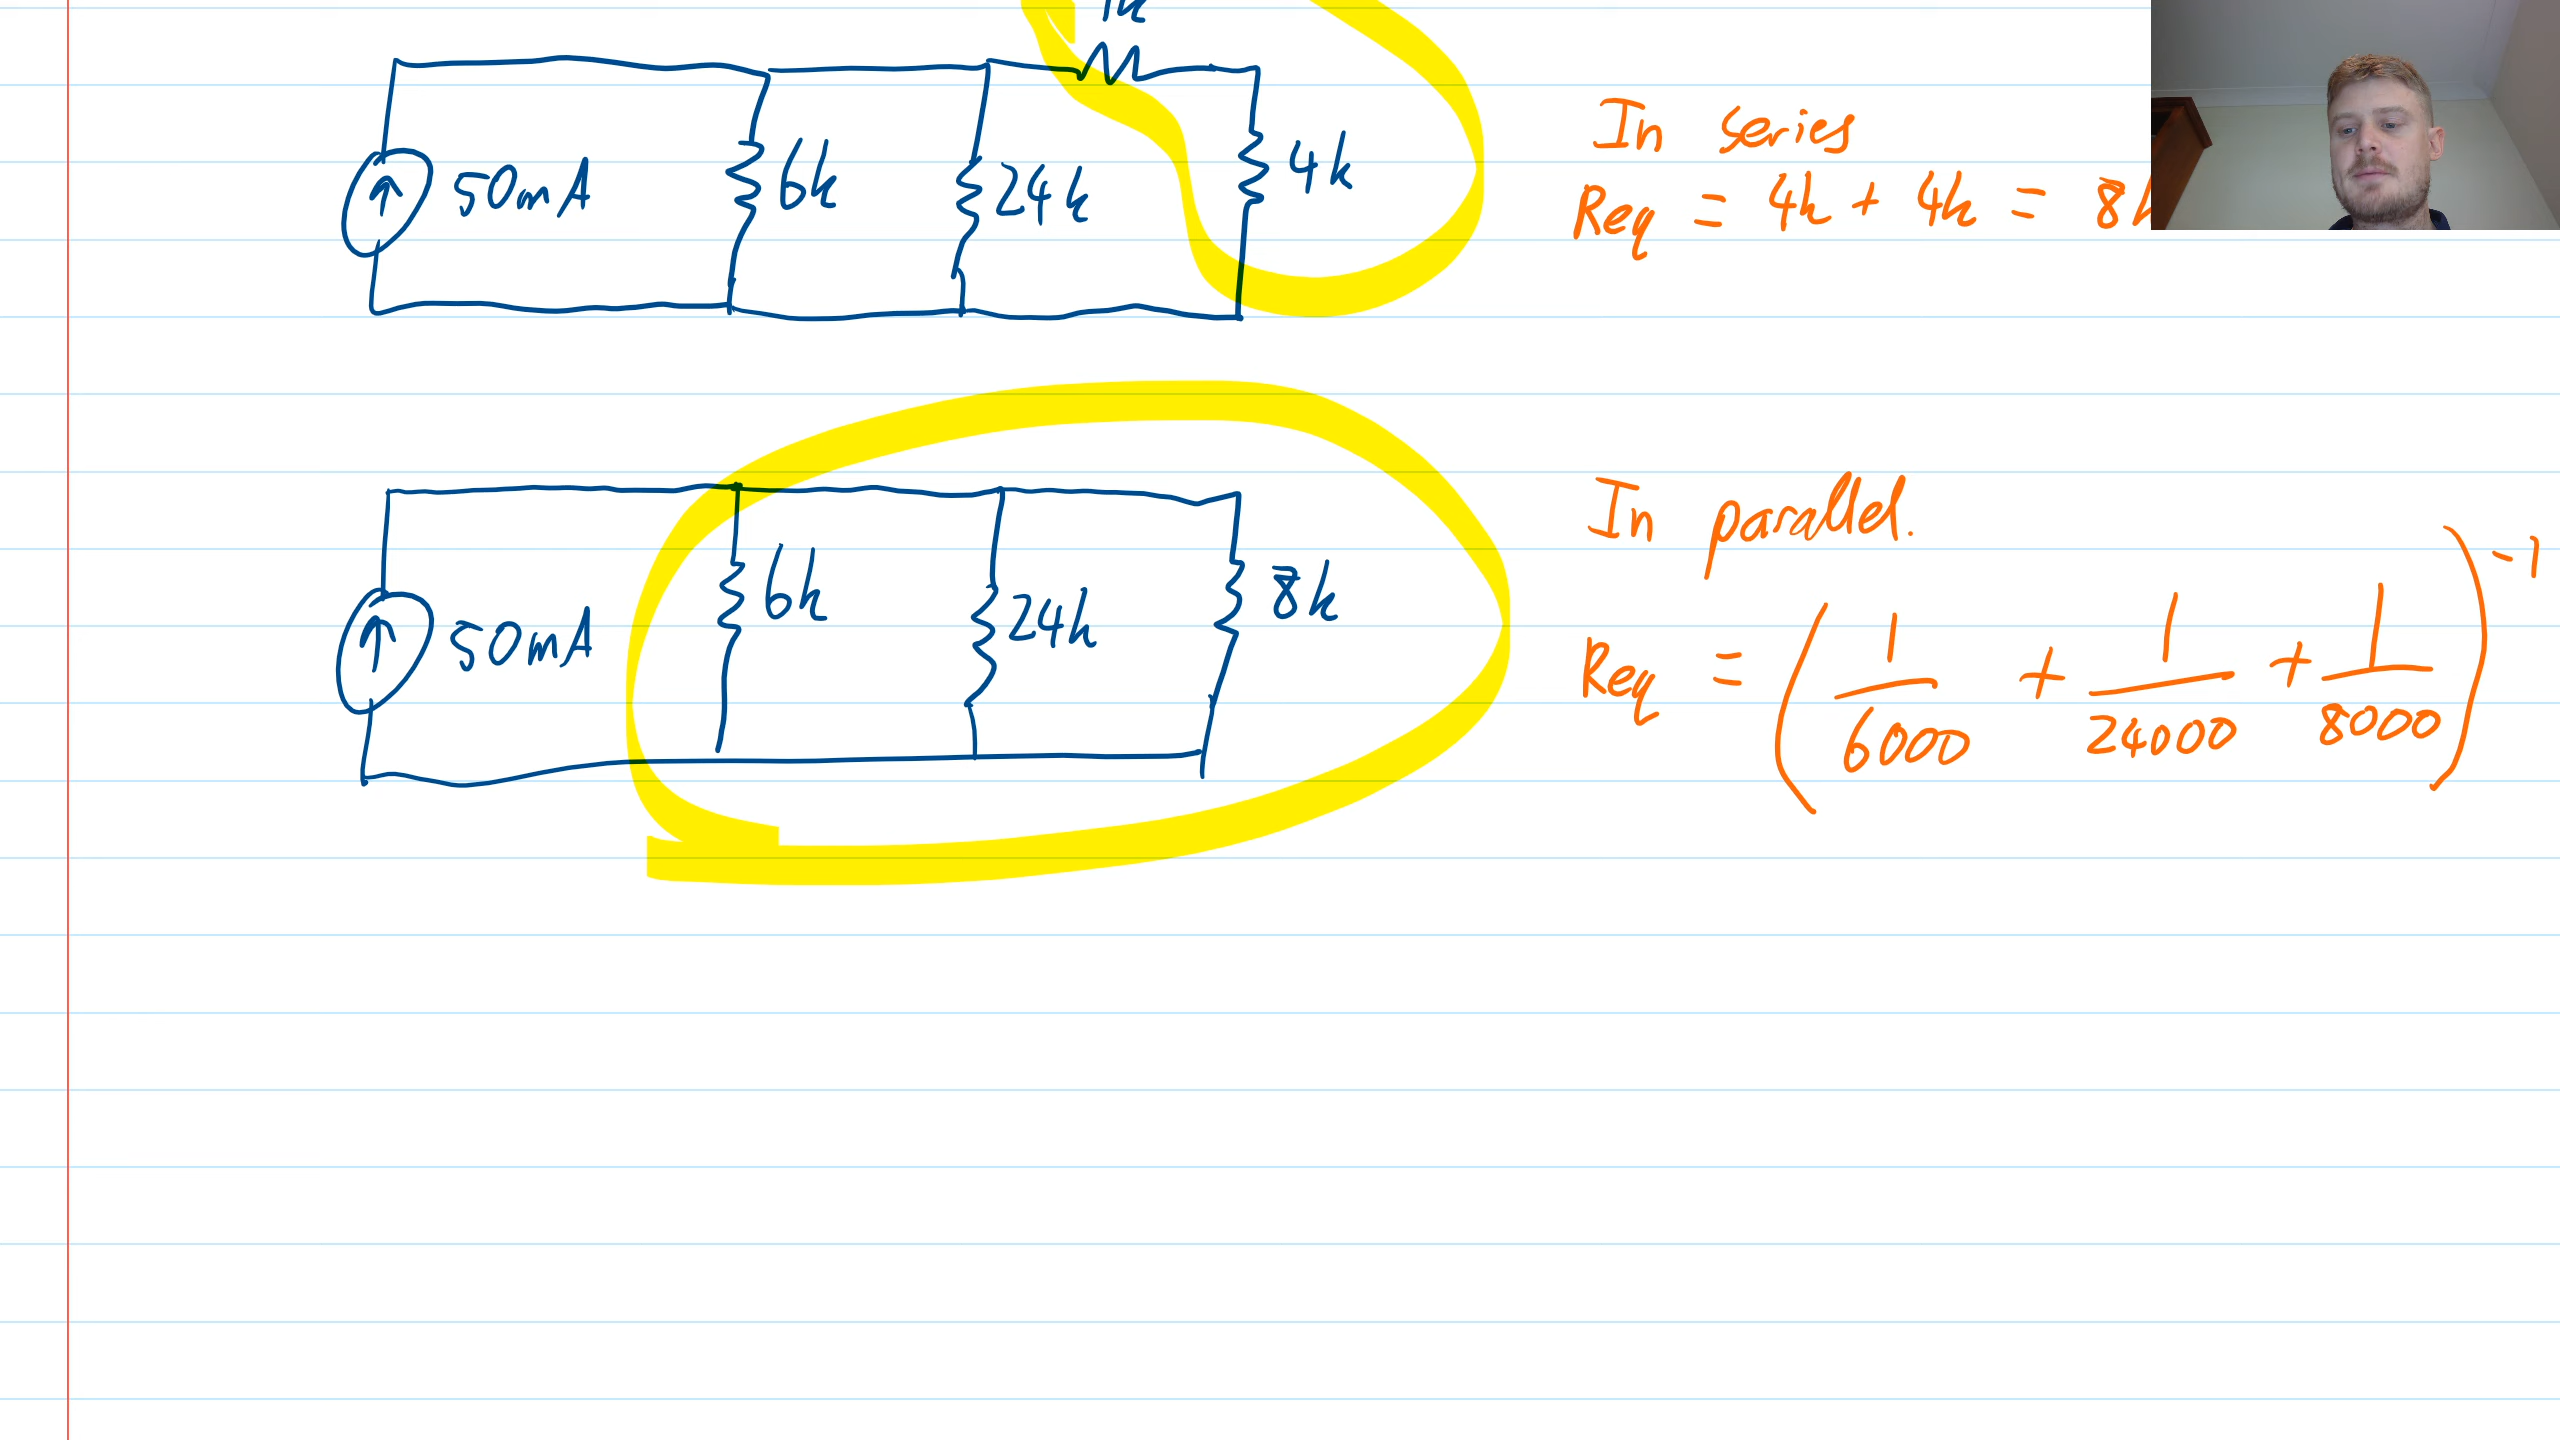 50mA 6k 24k 4k
In series
Req = 4k + 4k = 8k
50mA 6k 24k 8k
In parallel.
Req = ( 1/6000 + 1/24000 + 1/8000 )^-1